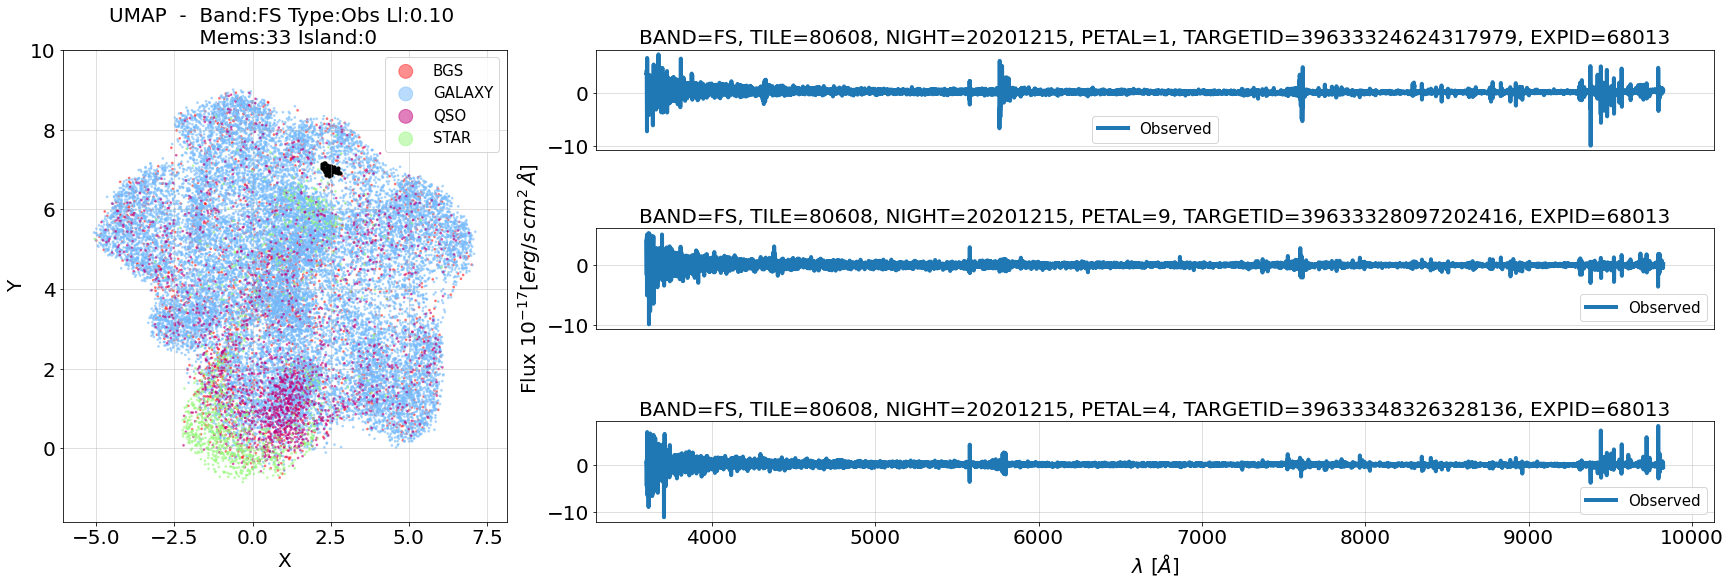 UMAP  -  Band:FS Type:Obs Ll:0.10
Mems:33 Island:0
10
8
6
4
2
0
Y
−5.0 −2.5 0.0 2.5 5.0 7.5
X
BGS
GALAXY
QSO
STAR
Flux 10⁻¹⁷[erg/s cm² Å]
BAND=FS, TILE=80608, NIGHT=20201215, PETAL=1, TARGETID=39633324624317979, EXPID=68013
0
−10
Observed
BAND=FS, TILE=80608, NIGHT=20201215, PETAL=9, TARGETID=39633328097202416, EXPID=68013
0
−10
Observed
BAND=FS, TILE=80608, NIGHT=20201215, PETAL=4, TARGETID=39633348326328136, EXPID=68013
0
−10
Observed
4000 5000 6000 7000 8000 9000 10000
λ [Å]